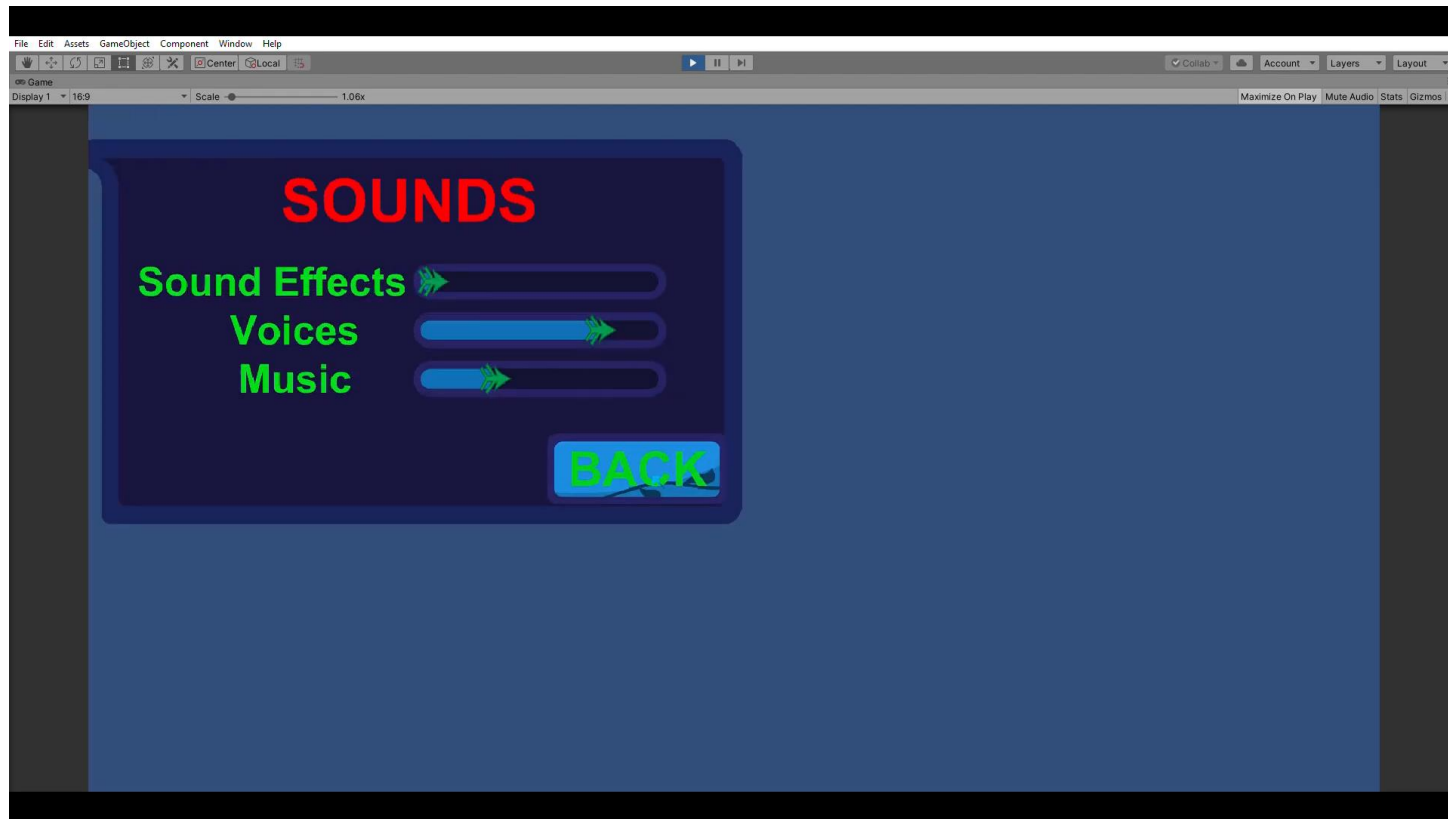 File Edit Assets GameObject Component Window Help
Center Local Collab Account Layers Layout
Game
Display 1 16:9 Scale 1.06x Maximize On Play Mute Audio Stats Gizmos
SOUNDS
Sound Effects
Voices
Music
BACK